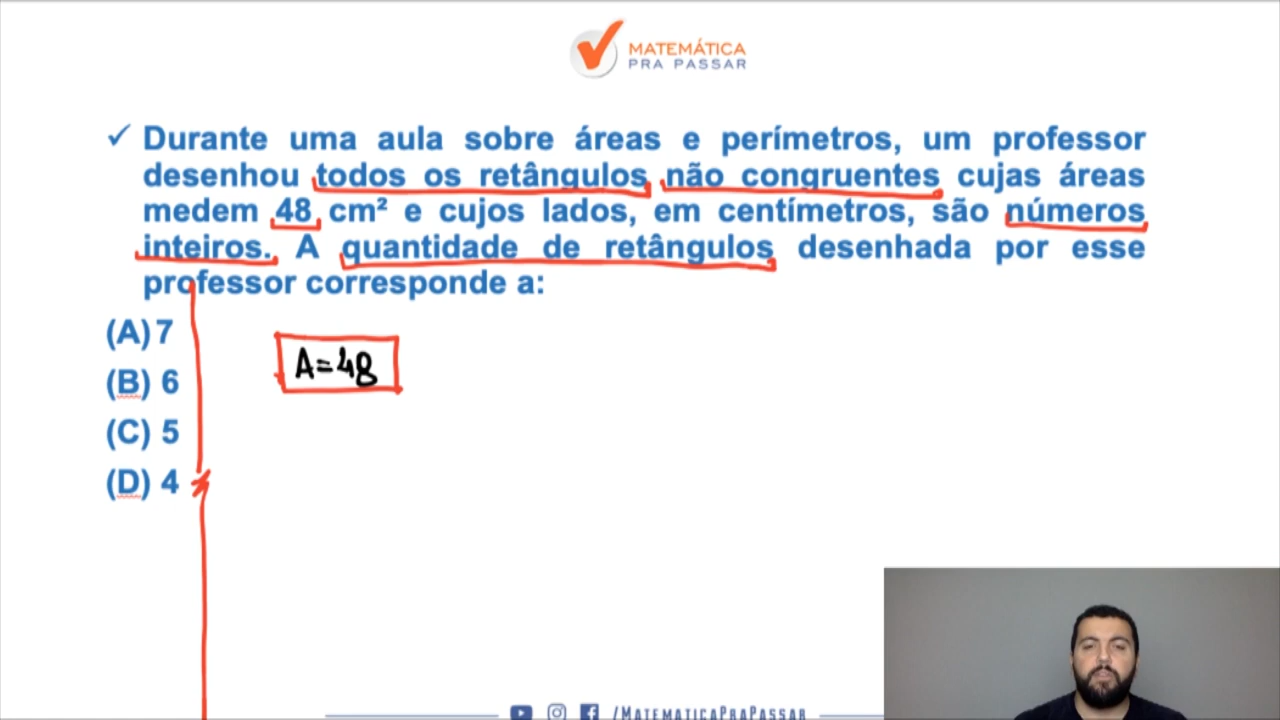 MATEMÁTICA
PRA PASSAR
✓ Durante uma aula sobre áreas e perímetros, um professor
desenhou todos os retângulos não congruentes cujas áreas
medem 48 cm² e cujos lados, em centímetros, são números
inteiros. A quantidade de retângulos desenhada por esse
professor corresponde a:
(A) 7
(B) 6
(C) 5
(D) 4
A=48
/MATEMATICAPRAPASSAR